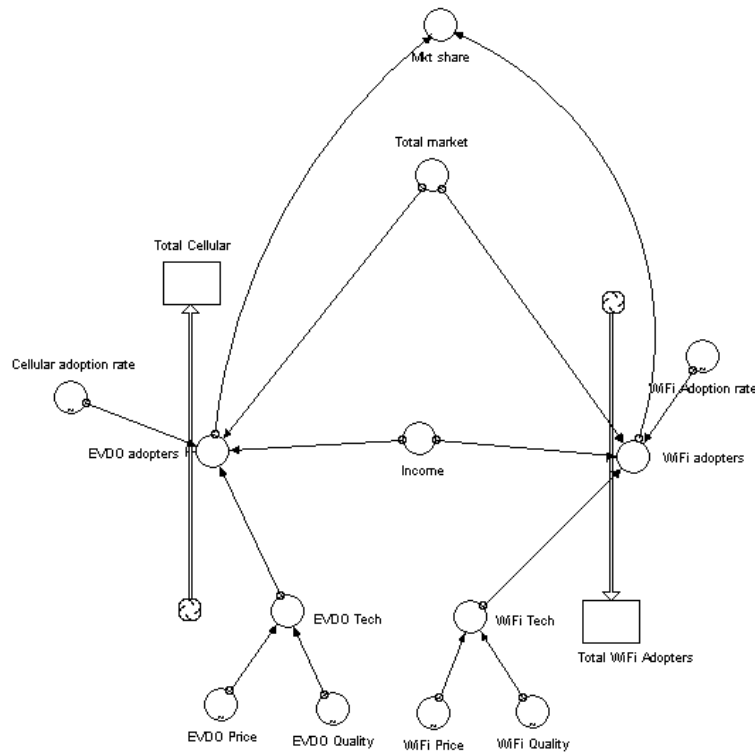 Mkt share
Total market
Total Cellular
Cellular adoption rate
WiFi Adoption rate
EVDO adopters
WiFi adopters
Income
EVDO Tech
WiFi Tech
Total WiFi Adopters
EVDO Price
EVDO Quality
WiFi Price
WiFi Quality